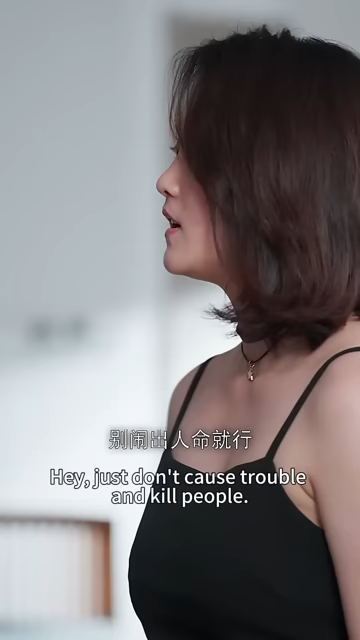 别闹出人命就行
Hey, just don't cause trouble
and kill people.